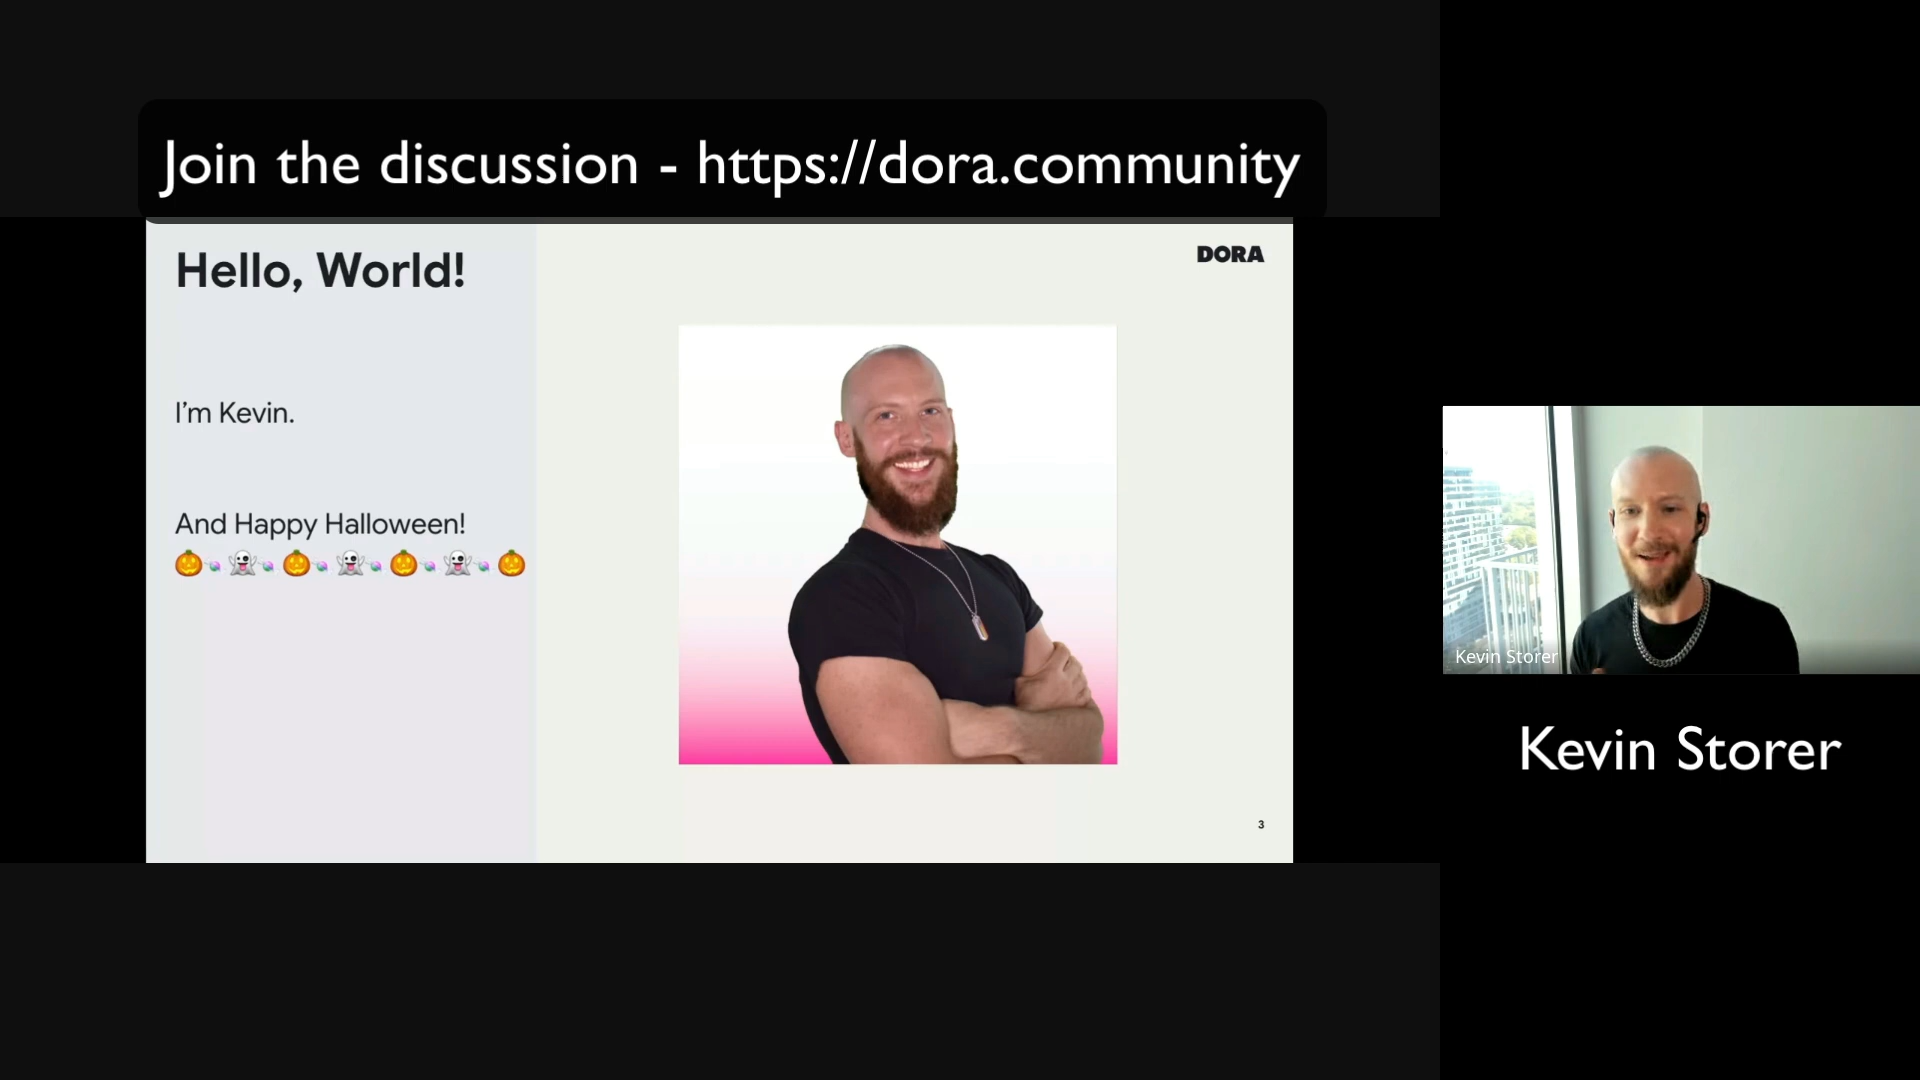 Join the discussion - https://dora.community
Hello, World!
DORA
I'm Kevin.
And Happy Halloween!
🎃🍬👻🍬🎃🍬👻🍬🎃🍬👻🍬🎃
3
Kevin Storer
Kevin Storer